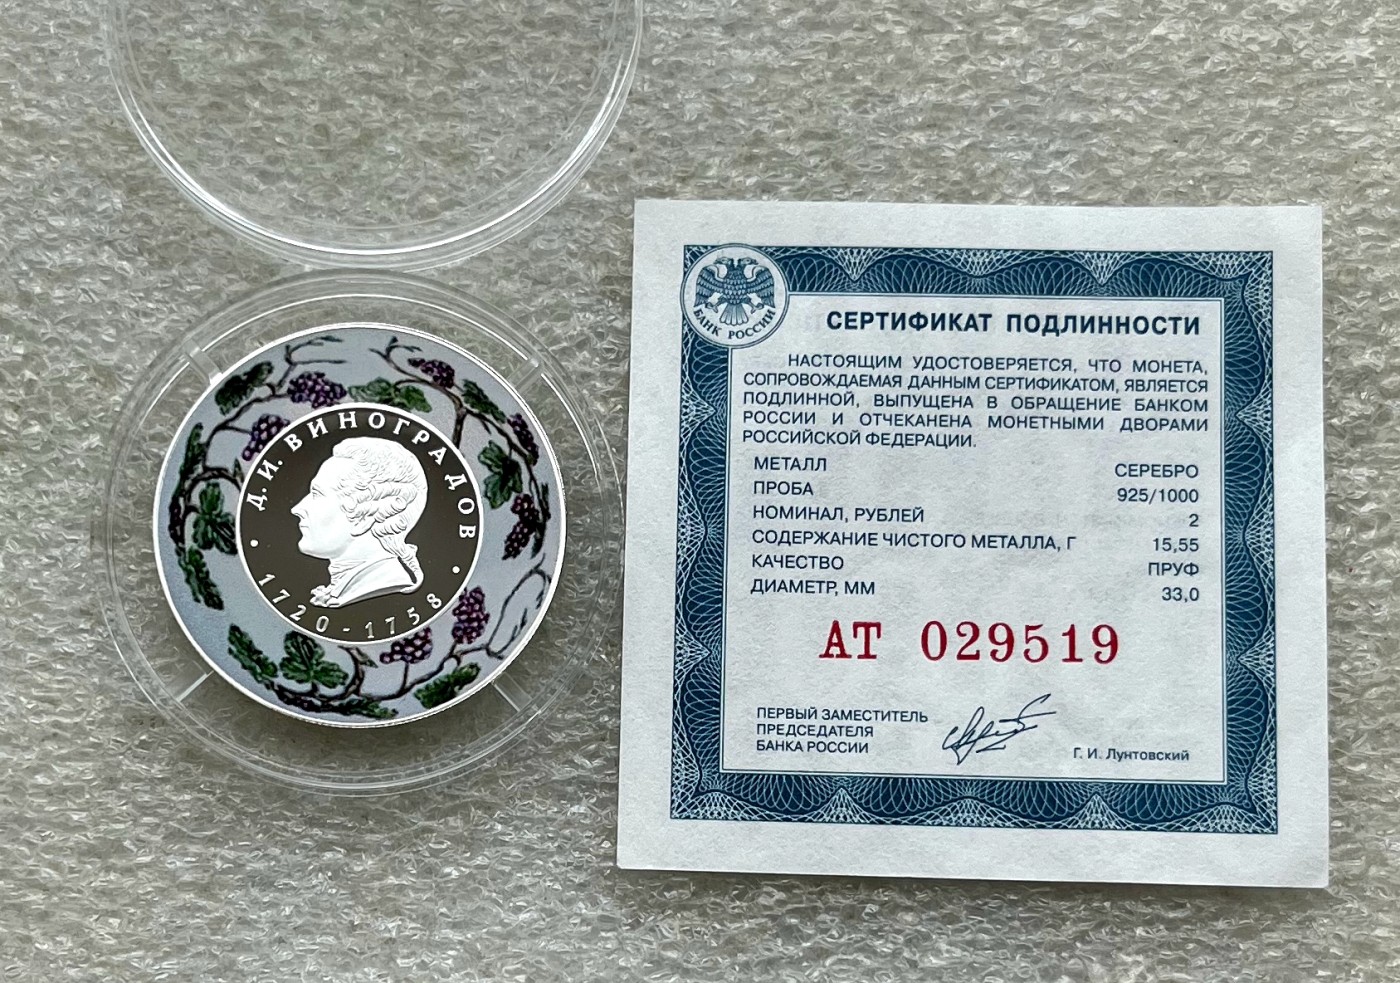 Д.И. ВИНОГРАДОВ
1720-1758
БАНК РОССИИ
СЕРТИФИКАТ ПОДЛИННОСТИ
НАСТОЯЩИМ УДОСТОВЕРЯЕТСЯ, ЧТО МОНЕТА,
СОПРОВОЖДАЕМАЯ ДАННЫМ СЕРТИФИКАТОМ, ЯВЛЯЕТСЯ
ПОДЛИННОЙ, ВЫПУЩЕНА В ОБРАЩЕНИЕ БАНКОМ
РОССИИ И ОТЧЕКАНЕНА МОНЕТНЫМИ ДВОРАМИ
РОССИЙСКОЙ ФЕДЕРАЦИИ.
МЕТАЛЛ СЕРЕБРО
ПРОБА 925/1000
НОМИНАЛ, РУБЛЕЙ 2
СОДЕРЖАНИЕ ЧИСТОГО МЕТАЛЛА, Г 15,55
КАЧЕСТВО ПРУФ
ДИАМЕТР, ММ 33,0
АТ 029519
ПЕРВЫЙ ЗАМЕСТИТЕЛЬ
ПРЕДСЕДАТЕЛЯ
БАНКА РОССИИ
Г. И. Лунтовский